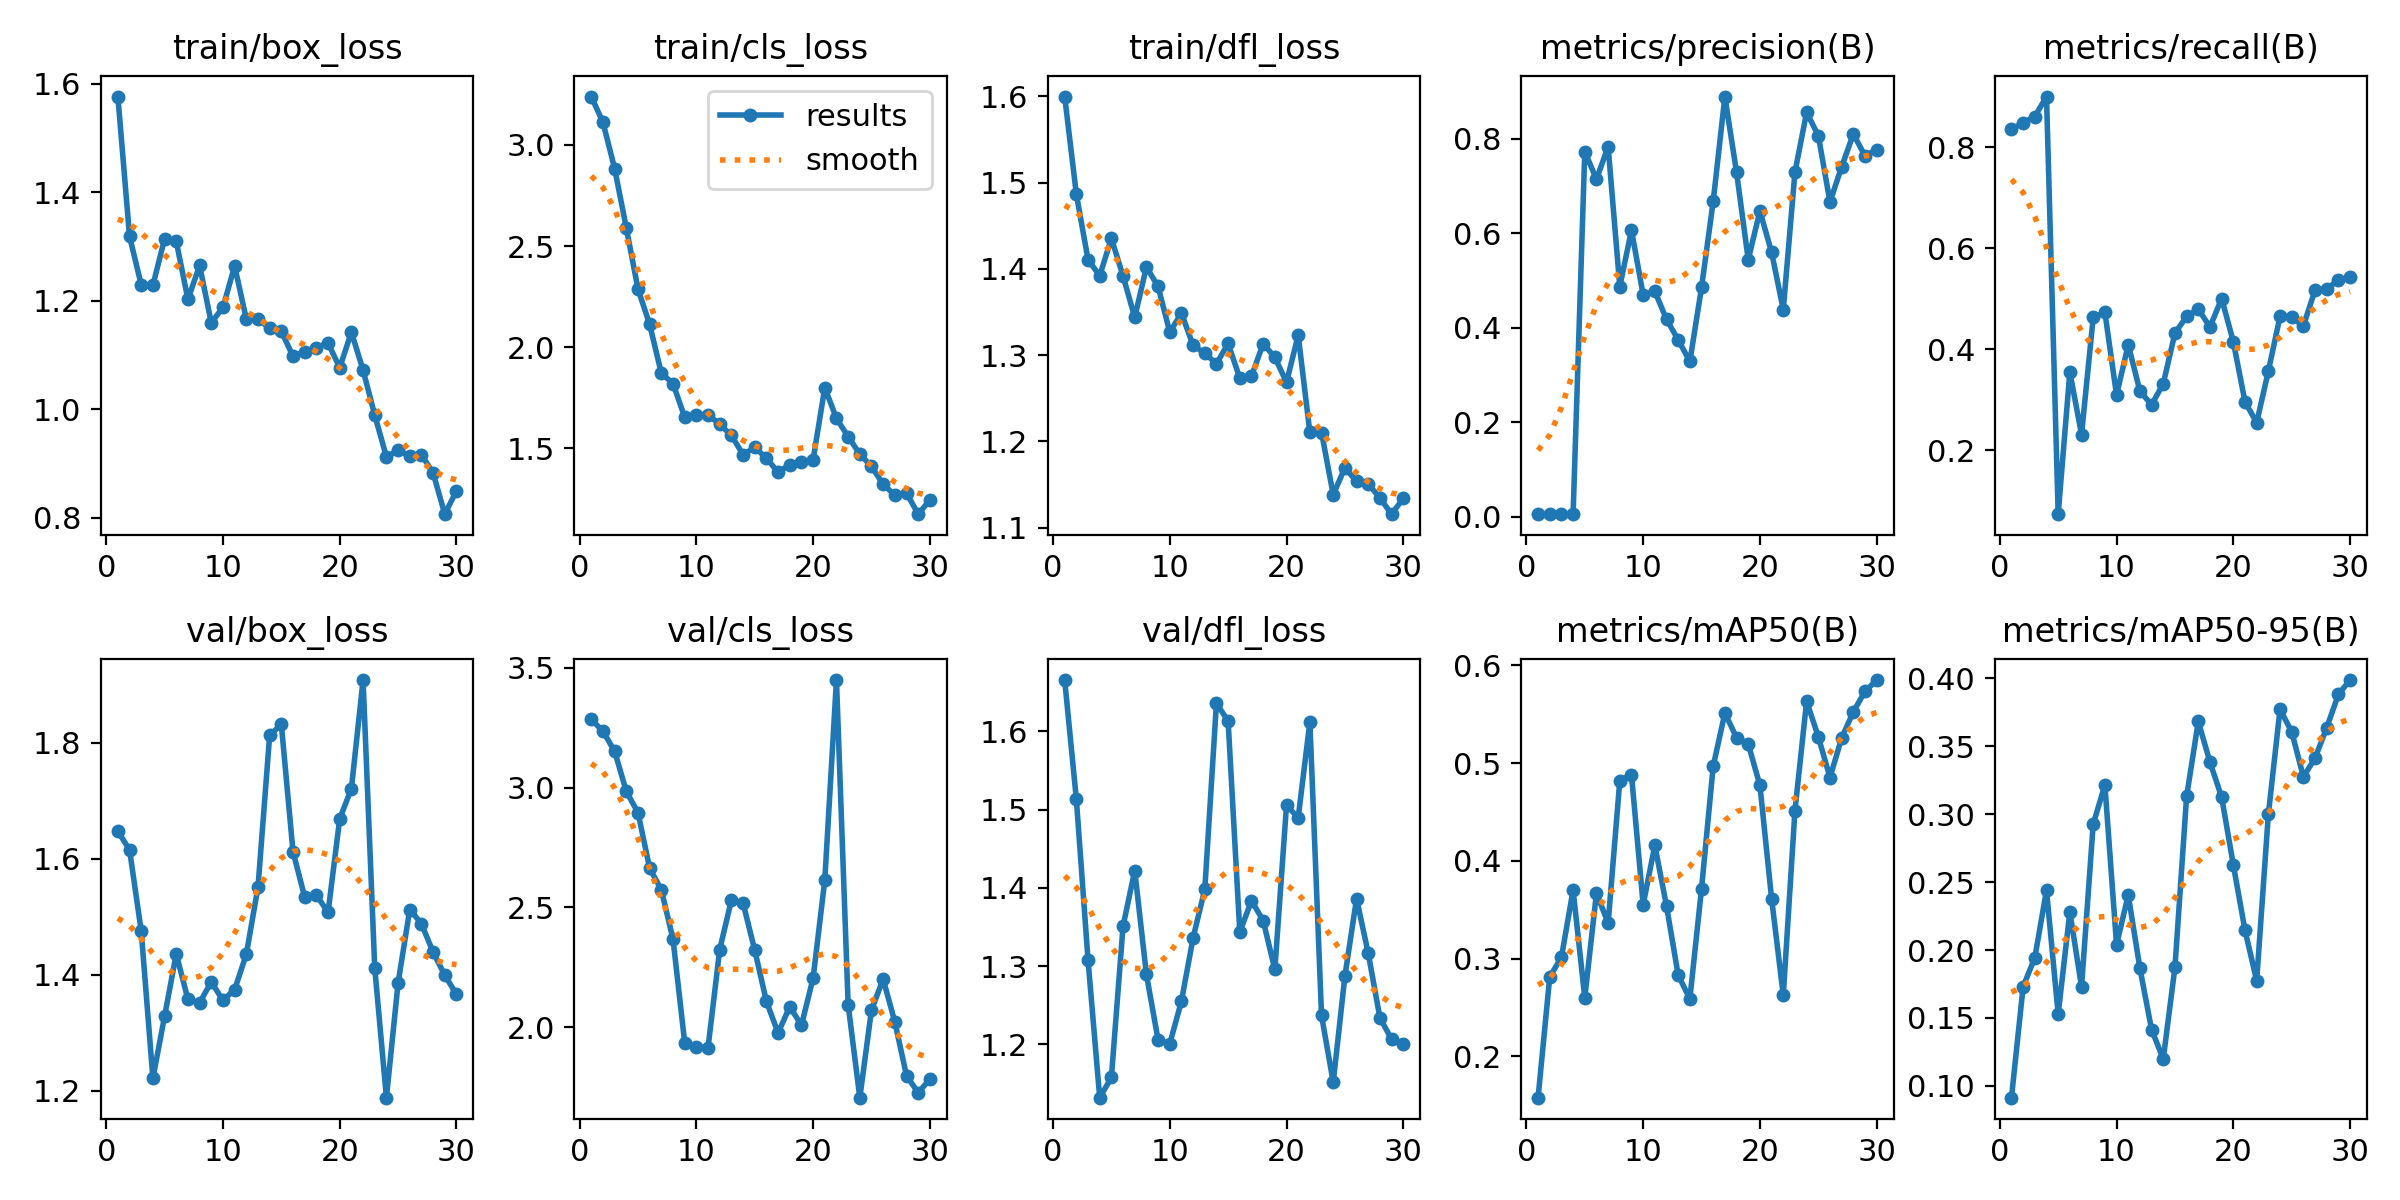 train/box_loss
1.6
1.4
1.2
1.0
0.8
0 10 20 30
train/cls_loss
results
smooth
3.0
2.5
2.0
1.5
0 10 20 30
train/dfl_loss
1.6
1.5
1.4
1.3
1.2
1.1
0 10 20 30
metrics/precision(B)
0.8
0.6
0.4
0.2
0.0
0 10 20 30
metrics/recall(B)
0.8
0.6
0.4
0.2
0 10 20 30
val/box_loss
1.8
1.6
1.4
1.2
0 10 20 30
val/cls_loss
3.5
3.0
2.5
2.0
0 10 20 30
val/dfl_loss
1.6
1.5
1.4
1.3
1.2
0 10 20 30
metrics/mAP50(B)
0.6
0.5
0.4
0.3
0.2
0 10 20 30
metrics/mAP50-95(B)
0.40
0.35
0.30
0.25
0.20
0.15
0.10
0 10 20 30